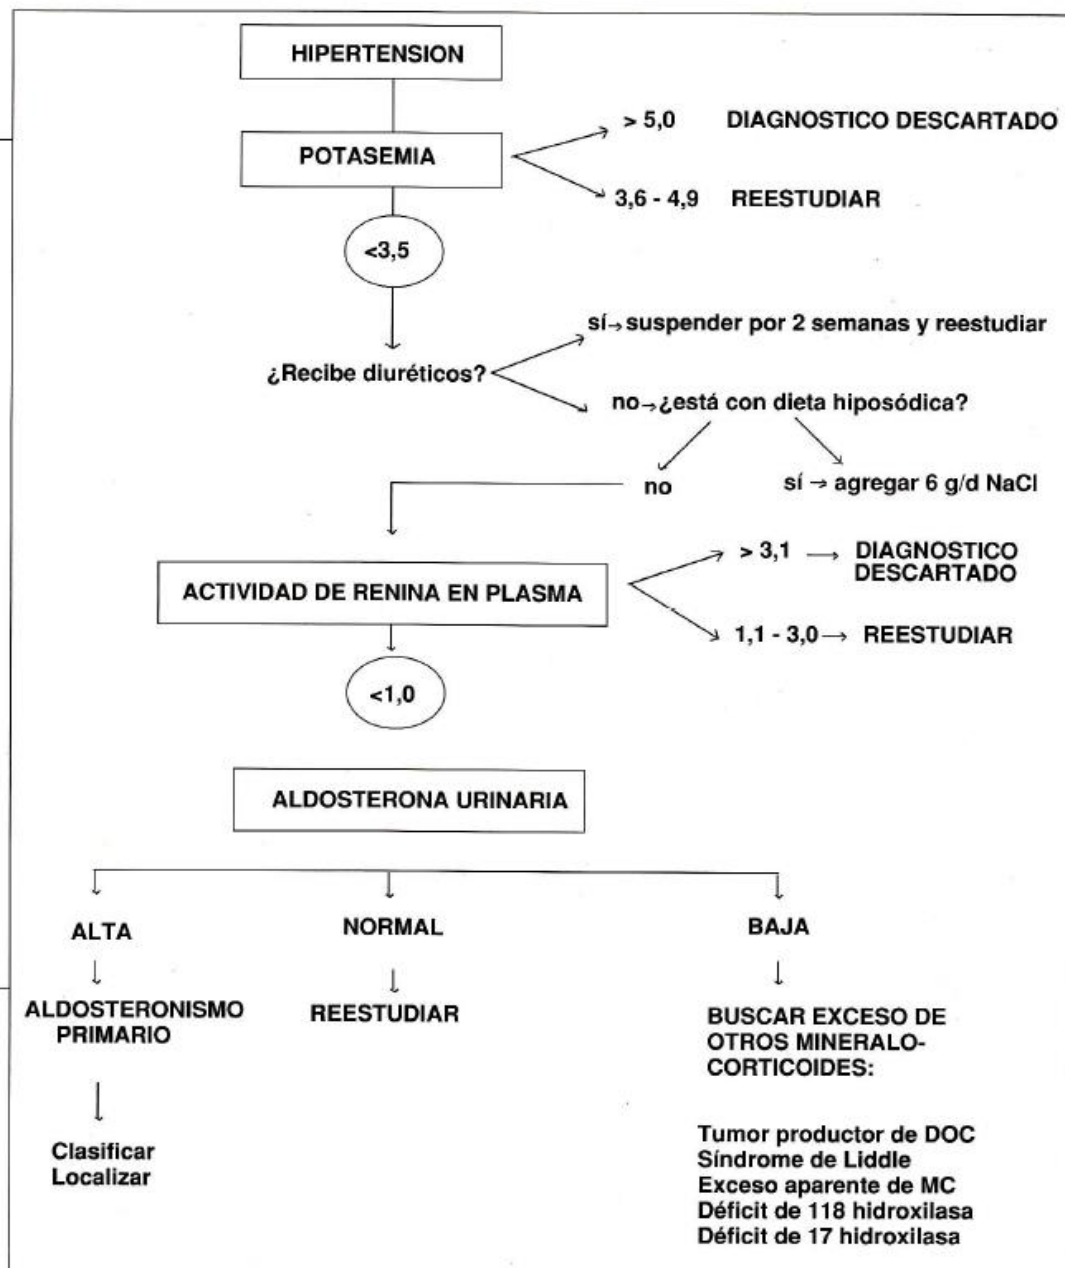 HIPERTENSION
POTASEMIA
> 5,0 DIAGNOSTICO DESCARTADO
3,6 - 4,9 REESTUDIAR
<3,5
¿Recibe diuréticos?
sí→suspender por 2 semanas y reestudiar
no→¿está con dieta hiposódica?
no
sí → agregar 6 g/d NaCl
ACTIVIDAD DE RENINA EN PLASMA
> 3,1 → DIAGNOSTICO
DESCARTADO
1,1 - 3,0 → REESTUDIAR
<1,0
ALDOSTERONA URINARIA
ALTA
ALDOSTERONISMO
PRIMARIO
Clasificar
Localizar
NORMAL
REESTUDIAR
BAJA
BUSCAR EXCESO DE
OTROS MINERALO-
CORTICOIDES:
Tumor productor de DOC
Síndrome de Liddle
Exceso aparente de MC
Déficit de 118 hidroxilasa
Déficit de 17 hidroxilasa